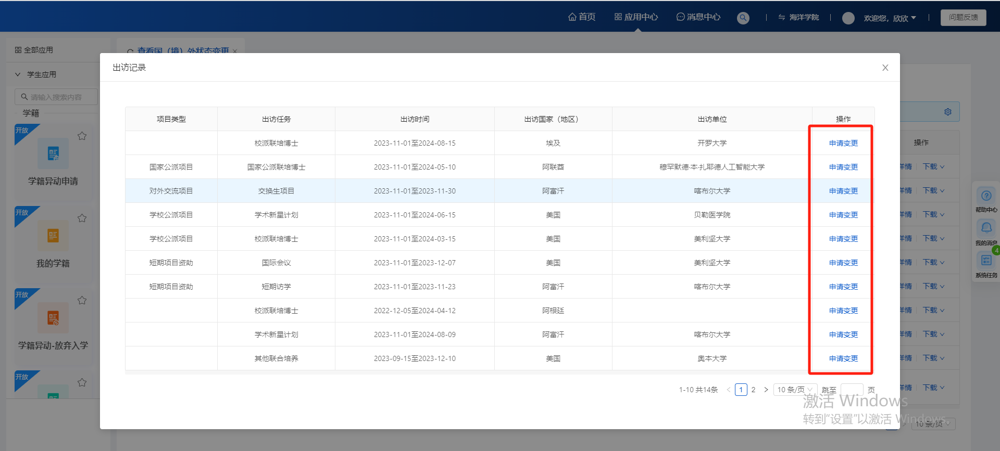 首页 应用中心 消息中心 海洋学院 欢迎您，欣欣 问题反馈
全部应用
查看国（境）外状态变更
学生应用
请输入搜索内容
学籍
开放
学籍异动申请
开放
我的学籍
开放
学籍异动-放弃入学
开放
出访记录
项目类型 出访任务 出访时间 出访国家（地区） 出访单位 操作
校派联培博士 2023-11-01至2024-08-15 埃及 开罗大学 申请变更
国家公派项目 国家公派联培博士 2023-11-01至2024-05-10 阿联酋 穆罕默德·本·扎耶德人工智能大学 申请变更
对外交流项目 交换生项目 2023-11-01至2023-11-30 阿富汗 喀布尔大学 申请变更
学校公派项目 学术新星计划 2023-11-01至2024-06-15 美国 贝勒医学院 申请变更
学校公派项目 校派联培博士 2023-11-01至2024-03-15 美国 美利坚大学 申请变更
短期项目资助 国际会议 2023-11-01至2023-12-07 美国 美利坚大学 申请变更
短期项目资助 短期访学 2023-11-01至2023-11-23 阿富汗 喀布尔大学 申请变更
校派联培博士 2022-12-05至2024-04-12 阿根廷 申请变更
学术新星计划 2023-11-01至2024-08-09 阿富汗 喀布尔大学 申请变更
其他联合培养 2023-09-15至2023-12-10 美国 奥本大学 申请变更
1-10 共14条 1 2 10 条/页 跳至 页
操作
详情 下载
详情 下载
详情 下载
详情 下载
详情 下载
详情 下载
详情 下载
详情 下载
详情 下载
详情 下载
10 条/页
帮助中心
我的消息
4
系统任务
激活 Windows
转到“设置”以激活 Windows。